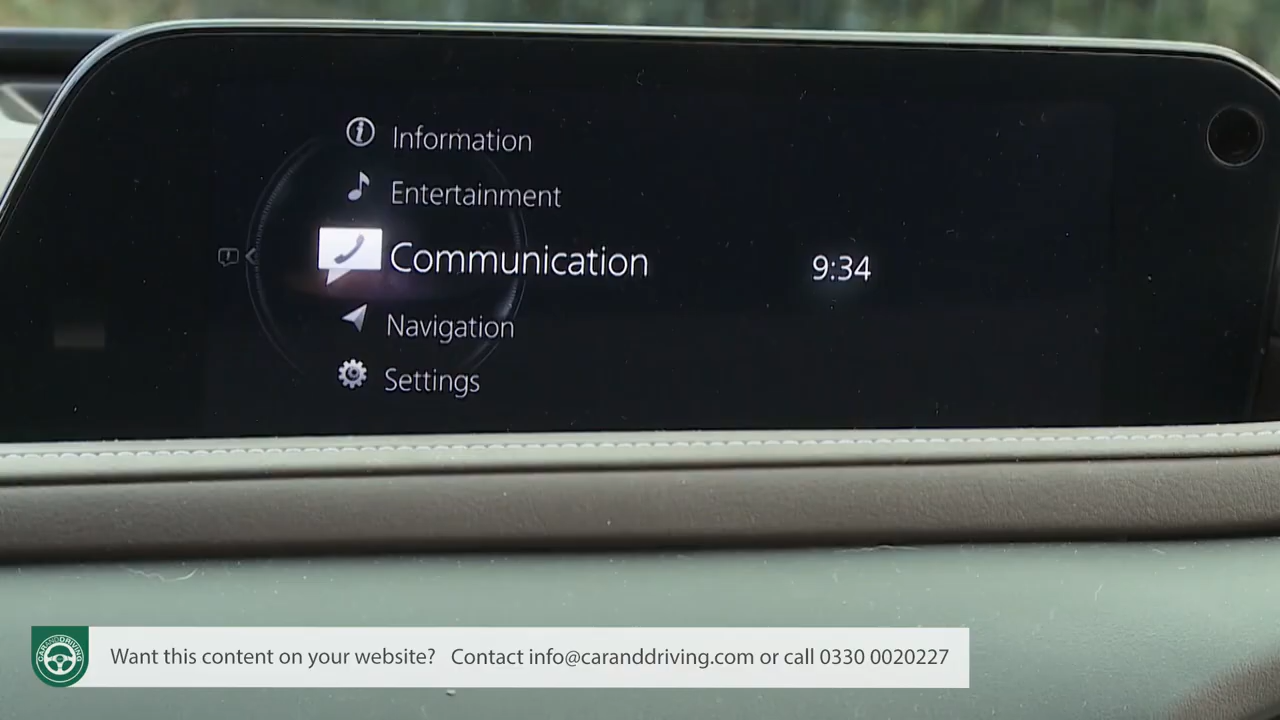 Information
Entertainment
Communication
9:34
Navigation
Settings
CARANDDRIVING
Want this content on your website? Contact info@caranddriving.com or call 0330 0020227